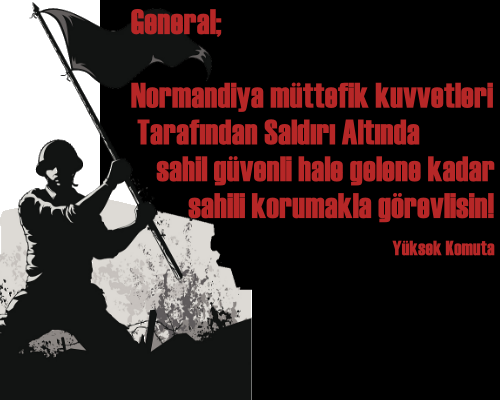 General;
Normandiya müttefik kuvvetleri
Tarafından Saldırı Altında
sahil güvenli hale gelene kadar
sahili korumakla görevlisin!
Yüksek Komuta